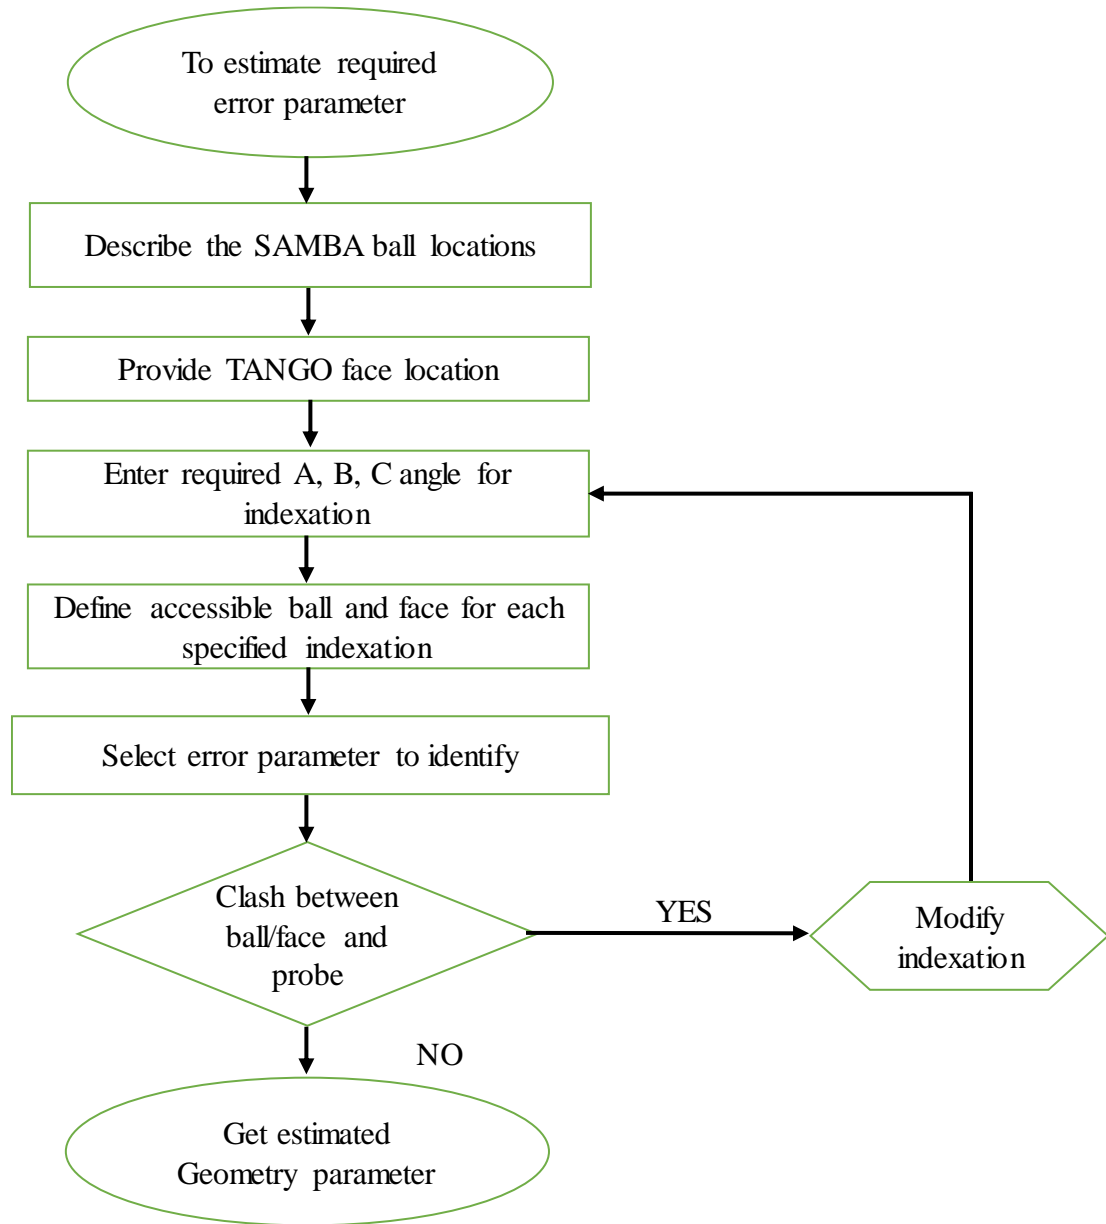 To estimate required
error parameter
Describe the SAMBA ball locations
Provide TANGO face location
Enter required A, B, C angle for
indexation
Define accessible ball and face for each
specified indexation
Select error parameter to identify
Clash between
ball/face and
probe
YES
Modify
indexation
NO
Get estimated
Geometry parameter